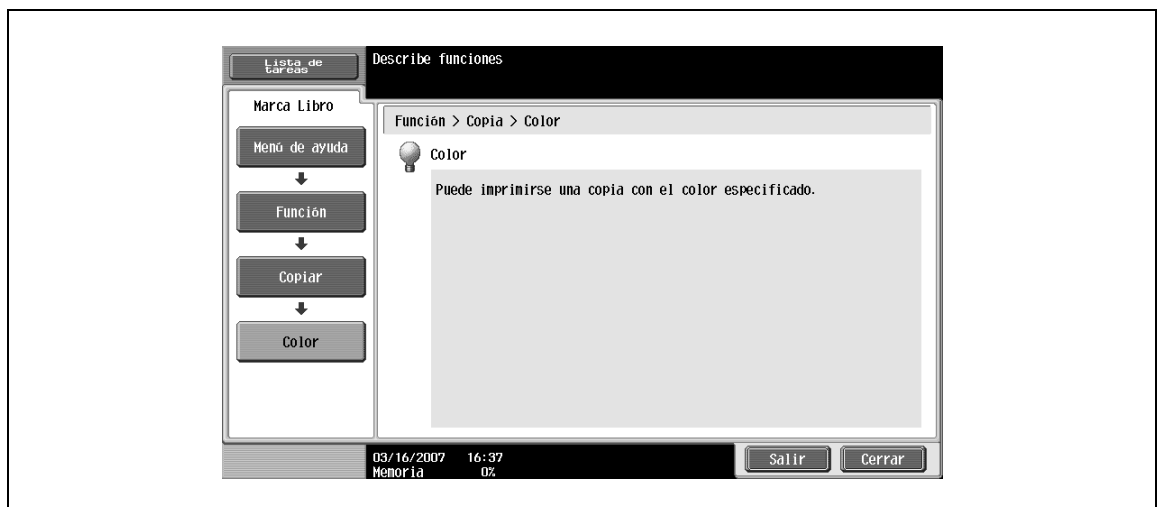 Lista de
tareas
Describe funciones
Marca Libro
Menú de ayuda
Función
Copiar
Color
Función > Copia > Color
Color
Puede imprimirse una copia con el color especificado.
03/16/2007 16:37
Memoria 0%
Salir
Cerrar